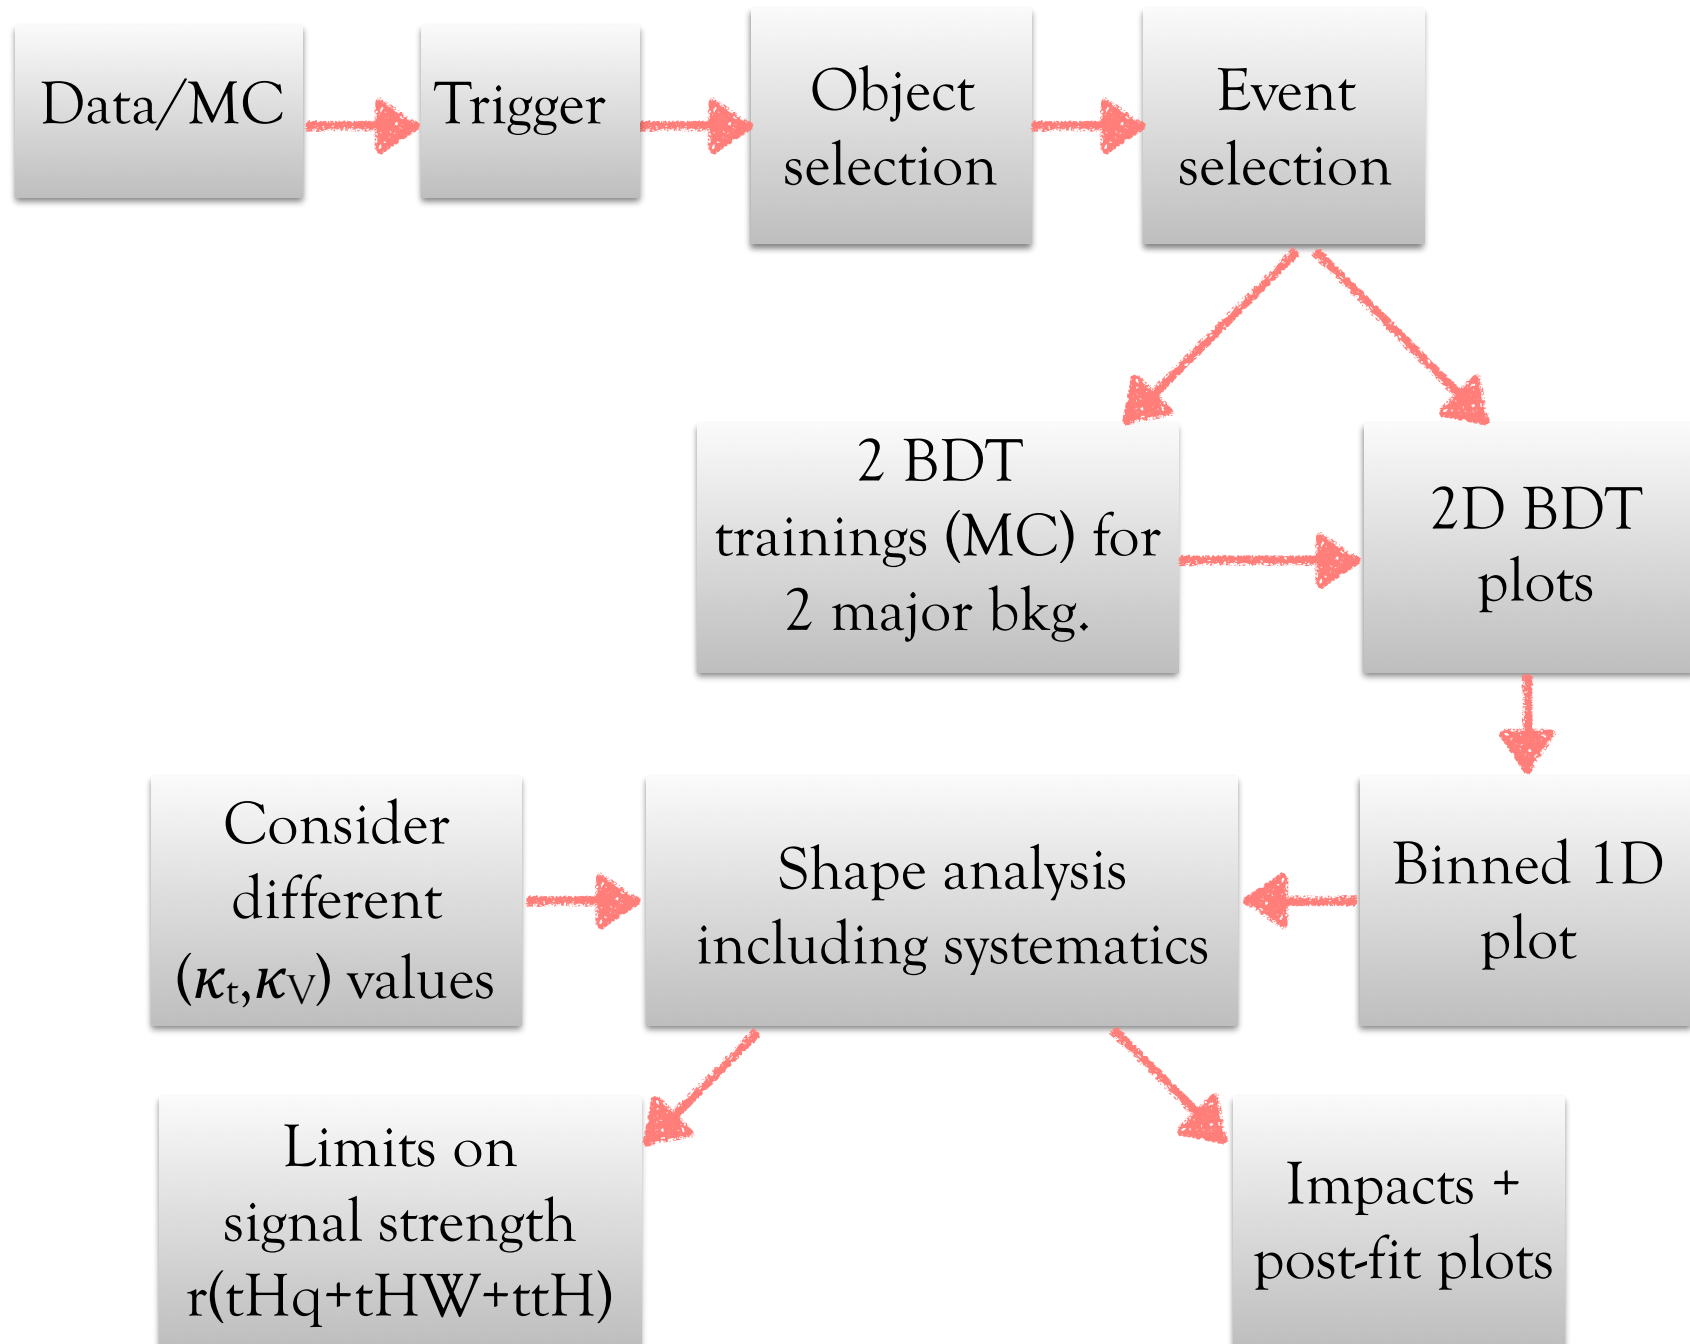 Data/MC
Trigger
Object
selection
Event
selection
2 BDT
trainings (MC) for
2 major bkg.
2D BDT
plots
Consider
different
(κt,κV) values
Shape analysis
including systematics
Binned 1D
plot
Limits on
signal strength
r(tHq+tHW+ttH)
Impacts +
post-fit plots